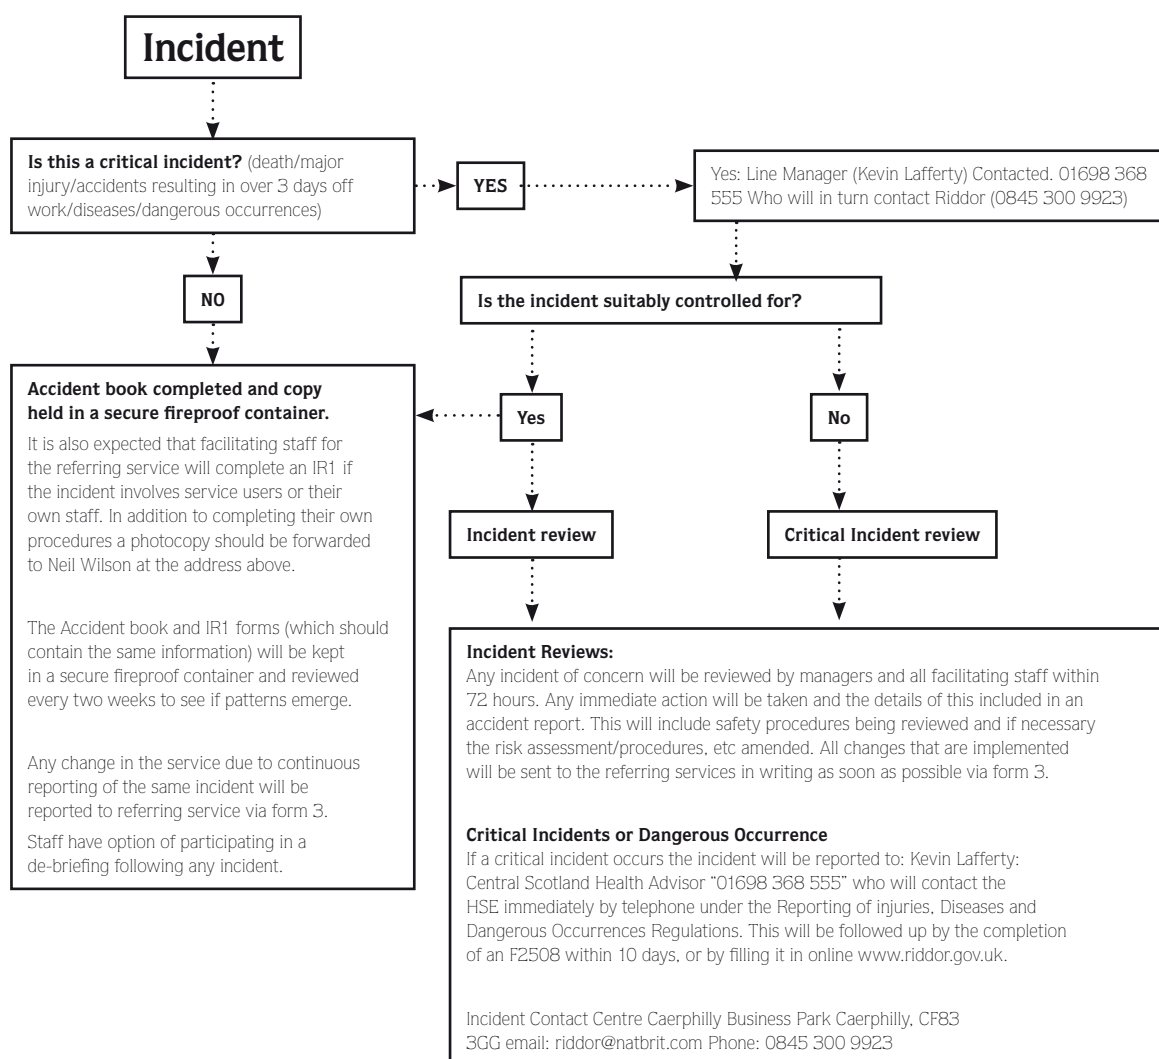 Incident
Is this a critical incident? (death/major
injury/accidents resulting in over 3 days off
work/diseases/dangerous occurrences)
YES
Yes: Line Manager (Kevin Lafferty) Contacted. 01698 368
555 Who will in turn contact Riddor (0845 300 9923)
NO
Is the incident suitably controlled for?
Accident book completed and copy
held in a secure fireproof container.
It is also expected that facilitating staff for
the referring service will complete an IR1 if
the incident involves service users or their
own staff. In addition to completing their own
procedures a photocopy should be forwarded
to Neil Wilson at the address above.
The Accident book and IR1 forms (which should
contain the same information) will be kept
in a secure fireproof container and reviewed
every two weeks to see if patterns emerge.
Any change in the service due to continuous
reporting of the same incident will be
reported to referring service via form 3.
Staff have option of participating in a
de-briefing following any incident.
Yes
No
Incident review
Critical Incident review
Incident Reviews:
Any incident of concern will be reviewed by managers and all facilitating staff within
72 hours. Any immediate action will be taken and the details of this included in an
accident report. This will include safety procedures being reviewed and if necessary
the risk assessment/procedures, etc amended. All changes that are implemented
will be sent to the referring services in writing as soon as possible via form 3.
Critical Incidents or Dangerous Occurrence
If a critical incident occurs the incident will be reported to: Kevin Lafferty:
Central Scotland Health Advisor "01698 368 555" who will contact the
HSE immediately by telephone under the Reporting of injuries, Diseases and
Dangerous Occurrences Regulations. This will be followed up by the completion
of an F2508 within 10 days, or by filling it in online www.riddor.gov.uk.
Incident Contact Centre Caerphilly Business Park Caerphilly, CF83
3GG email: riddor@natbrit.com Phone: 0845 300 9923